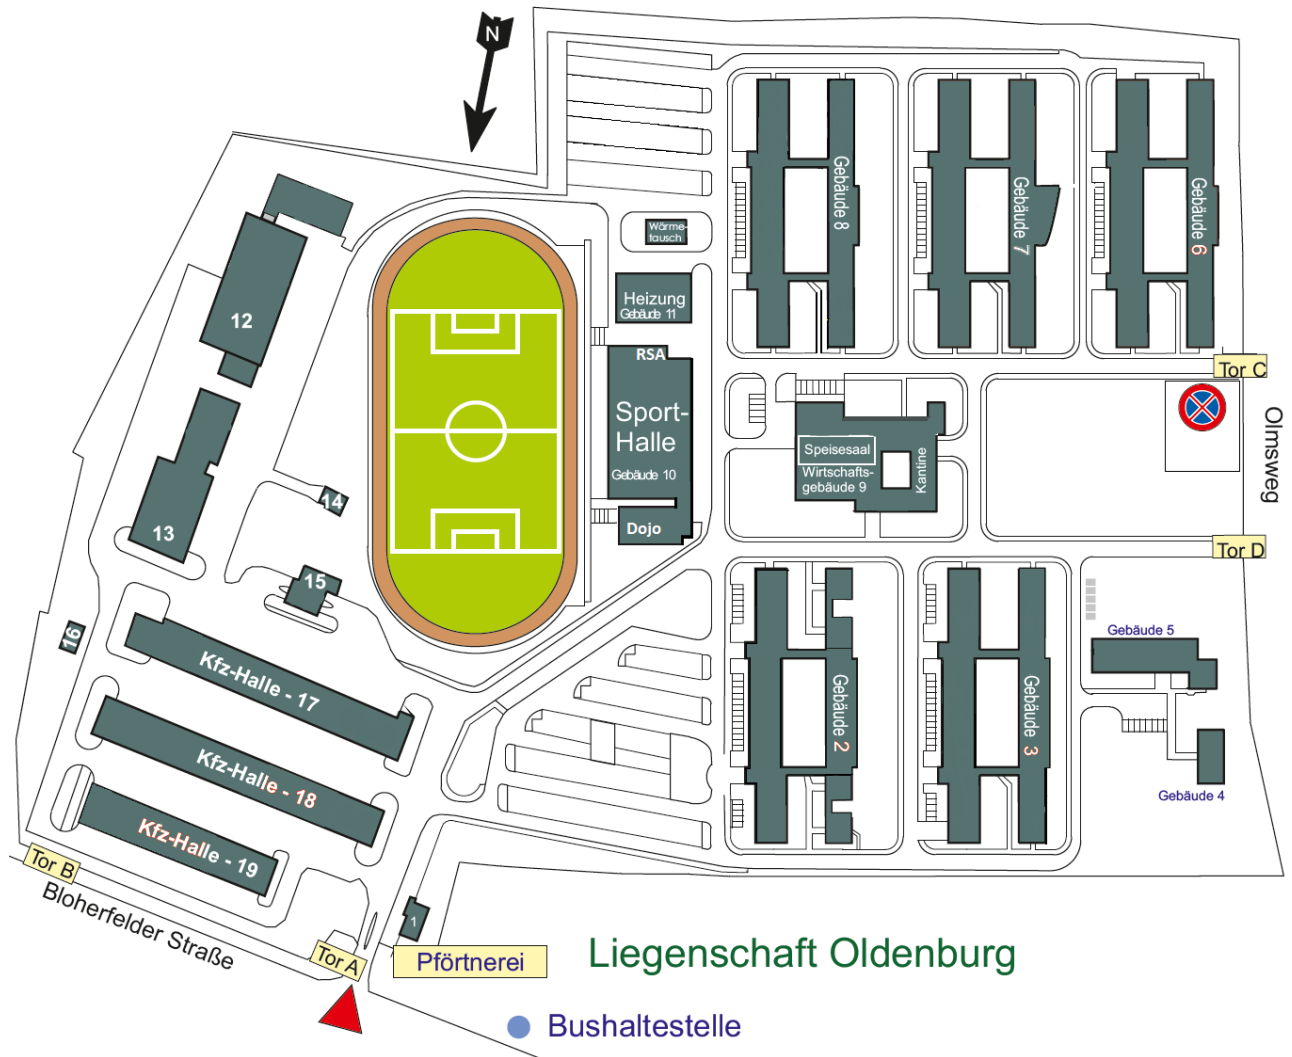 N
Gebäude 8
Gebäude 7
Gebäude 6
Wärme-
tausch
Heizung
Gebäude 11
12
RSA
Tor C
Sport-
Halle
Gebäude 10
Speisesaal
Wirtschafts-
gebäude 9
Kantine
Olmsweg
14
13
Dojo
Tor D
15
16
Gebäude 5
Kfz-Halle - 17
Gebäude 2
Gebäude 3
Kfz-Halle - 18
Gebäude 4
Kfz-Halle - 19
Tor B
Bloherfelder Straße
1
Tor A
Pförtnerei
Liegenschaft Oldenburg
Bushaltestelle